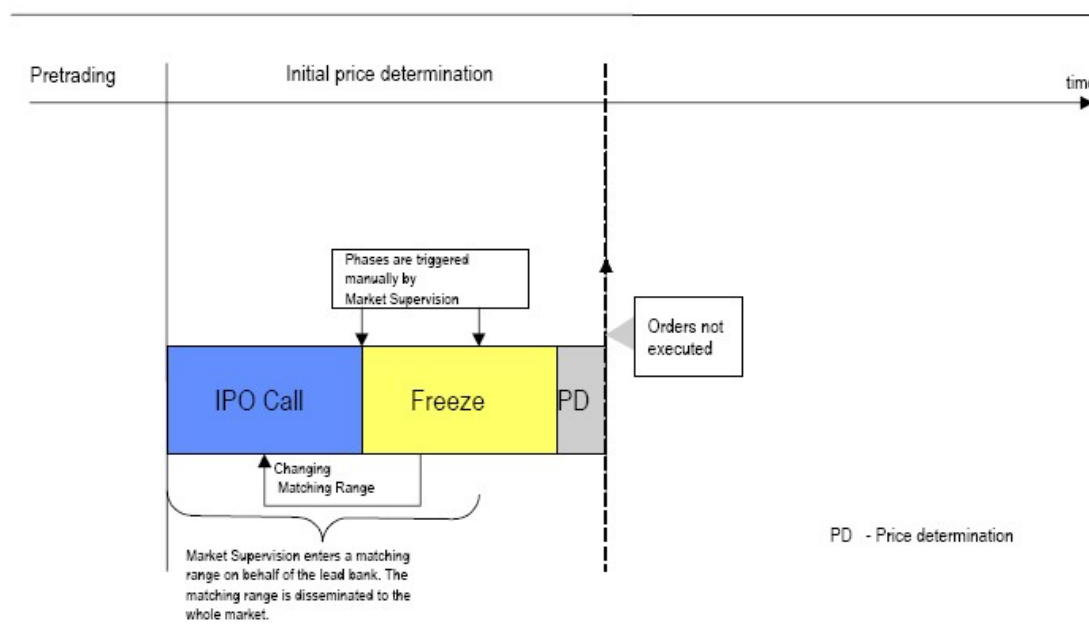 Pretrading
Initial price determination
time
Phases are triggered
manually by
Market Supervision
Orders not
executed
IPO Call
Freeze
PD
Changing
Matching Range
Market Supervision enters a matching
range on behalf of the lead bank. The
matching range is disseminated to the
whole market.
PD - Price determination